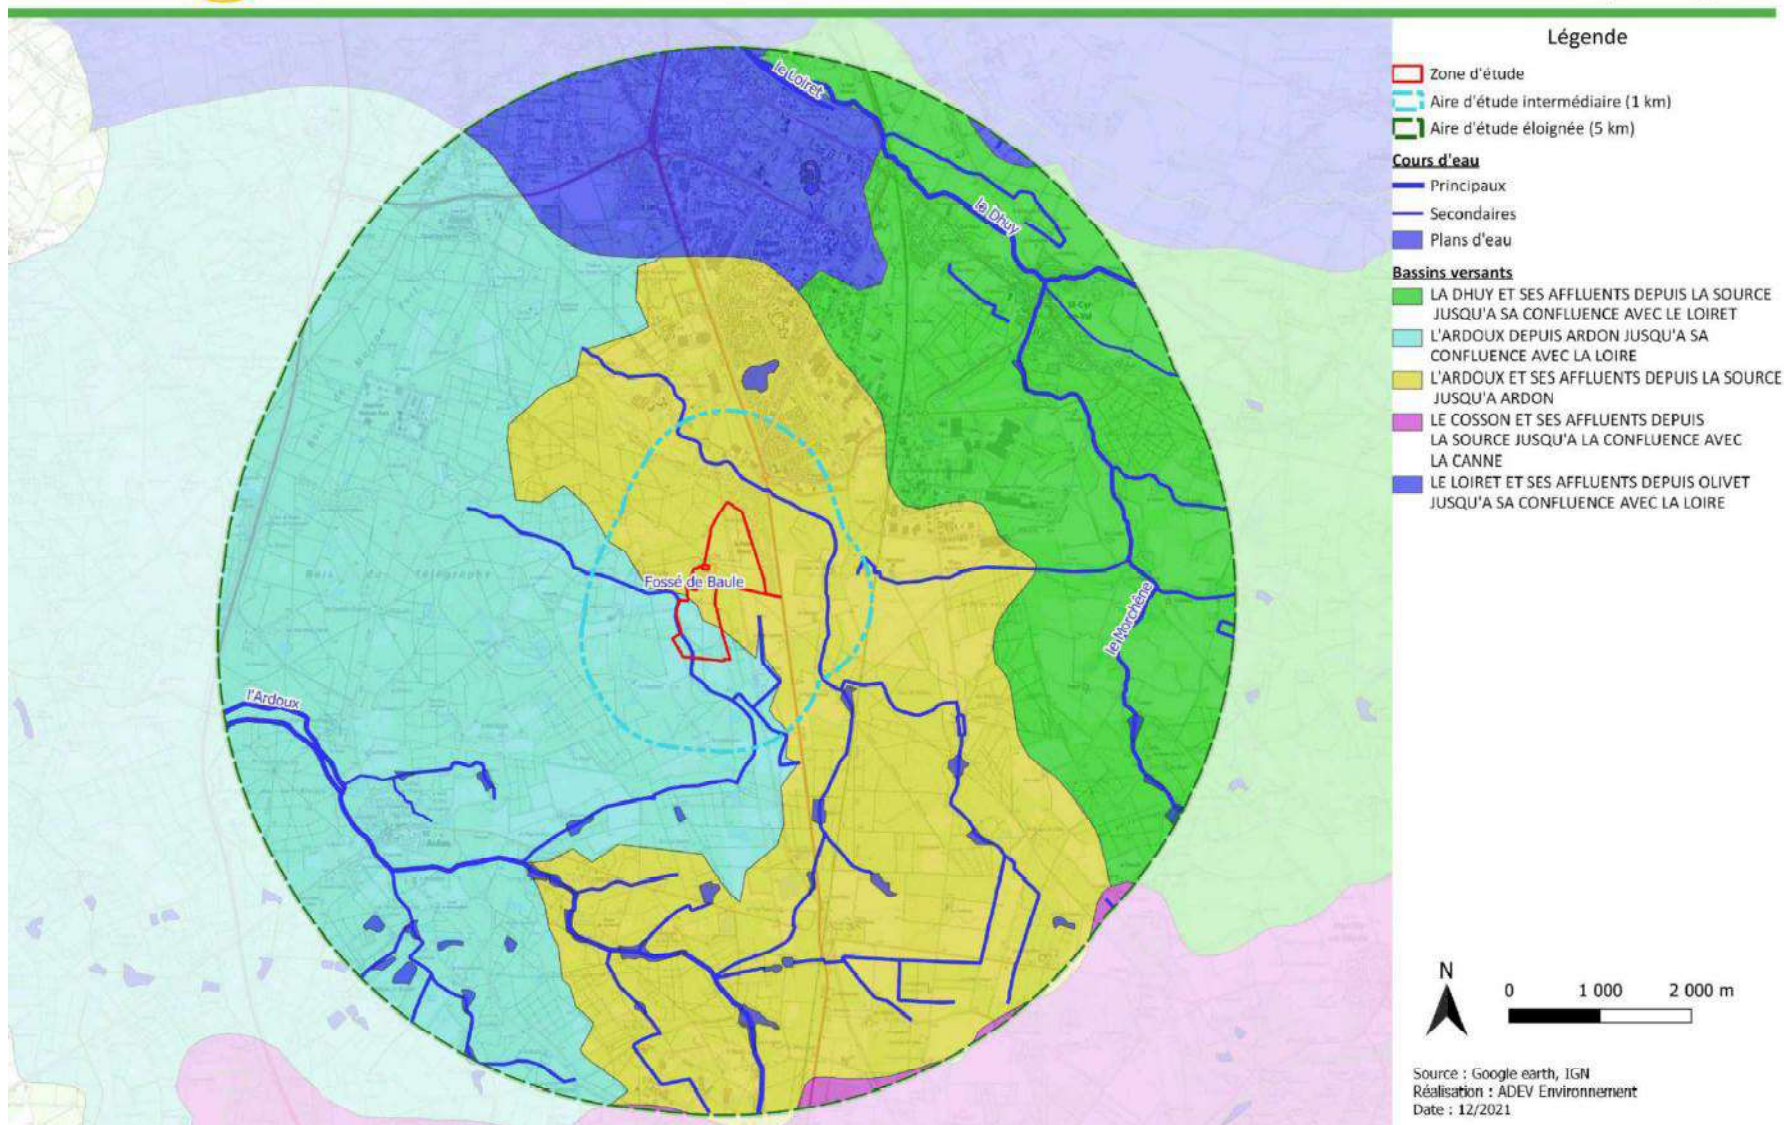 Légende
Zone d'étude
Aire d'étude intermédiaire (1 km)
Aire d'étude éloignée (5 km)
Cours d'eau
Principaux
Secondaires
Plans d'eau
Bassins versants
LA DHUY ET SES AFFLUENTS DEPUIS LA SOURCE
JUSQU'A SA CONFLUENCE AVEC LE LOIRET
L'ARDOUX DEPUIS ARDON JUSQU'A SA
CONFLUENCE AVEC LA LOIRE
L'ARDOUX ET SES AFFLUENTS DEPUIS LA SOURCE
JUSQU'A ARDON
LE COSSON ET SES AFFLUENTS DEPUIS
LA SOURCE JUSQU'A LA CONFLUENCE AVEC
LA CANNE
LE LOIRET ET SES AFFLUENTS DEPUIS OLIVET
JUSQU'A SA CONFLUENCE AVEC LA LOIRE
le Loiret
la Dhuy
Fossé de Baule
le Morchêne
l'Ardoux
N
0 1 000 2 000 m
Source : Google earth, IGN
Réalisation : ADEV Environnement
Date : 12/2021